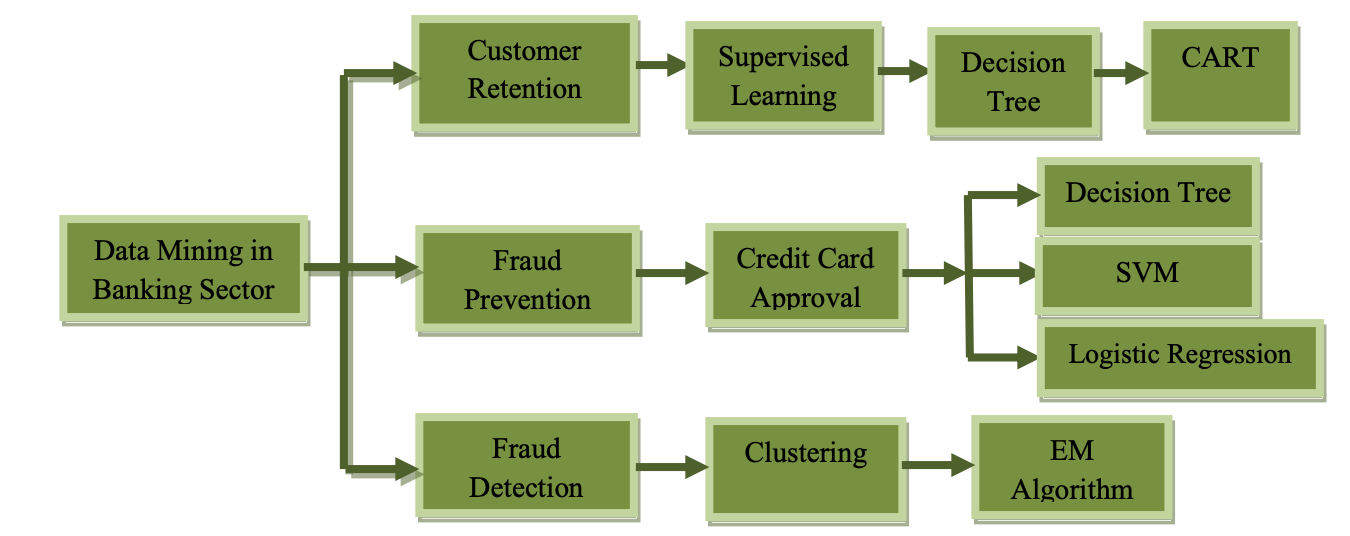 Customer
Retention
Supervised
Learning
Decision
Tree
CART
Data Mining in
Banking Sector
Fraud
Prevention
Credit Card
Approval
Decision Tree
SVM
Logistic Regression
Fraud
Detection
Clustering
EM
Algorithm